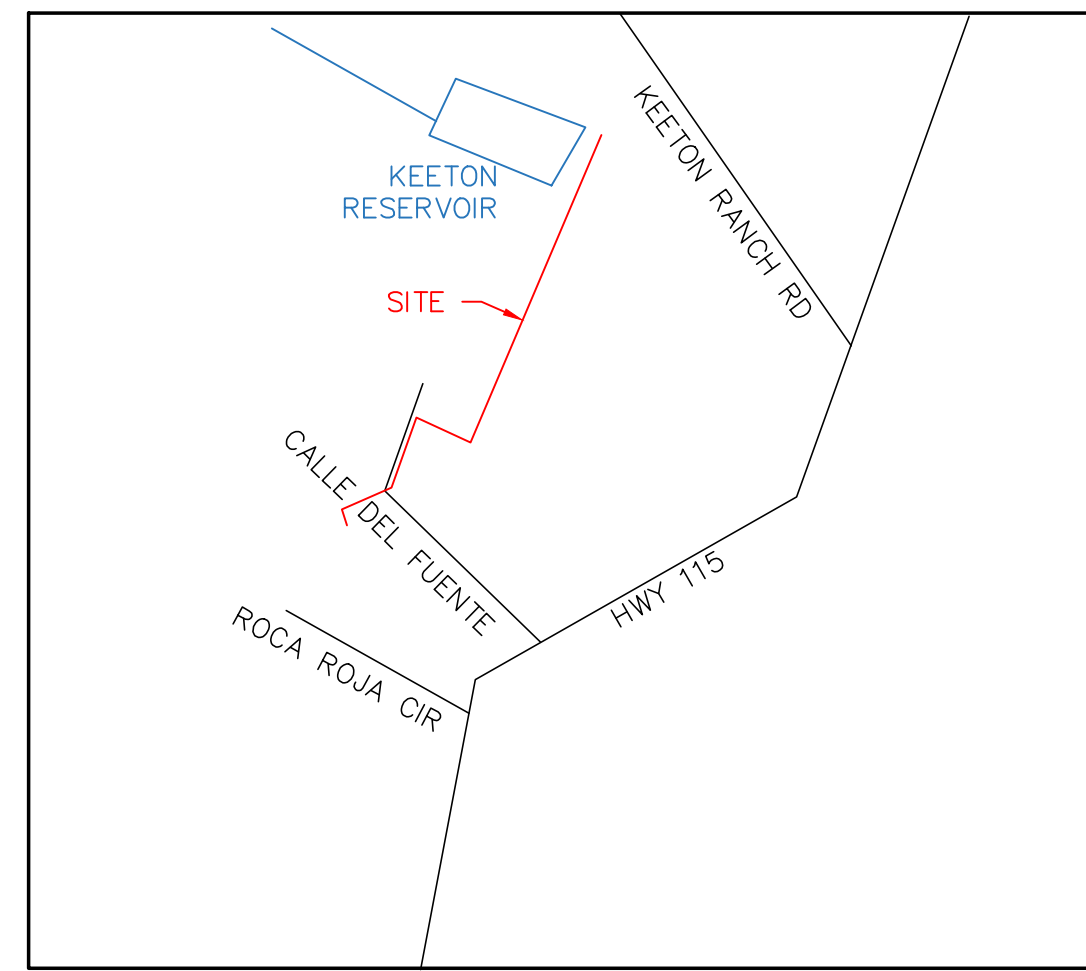 KEETON RANCH RD
KEETON
RESERVOIR
SITE
CALLE DEL FUENTE
HWY 115
ROCA ROJA CIR